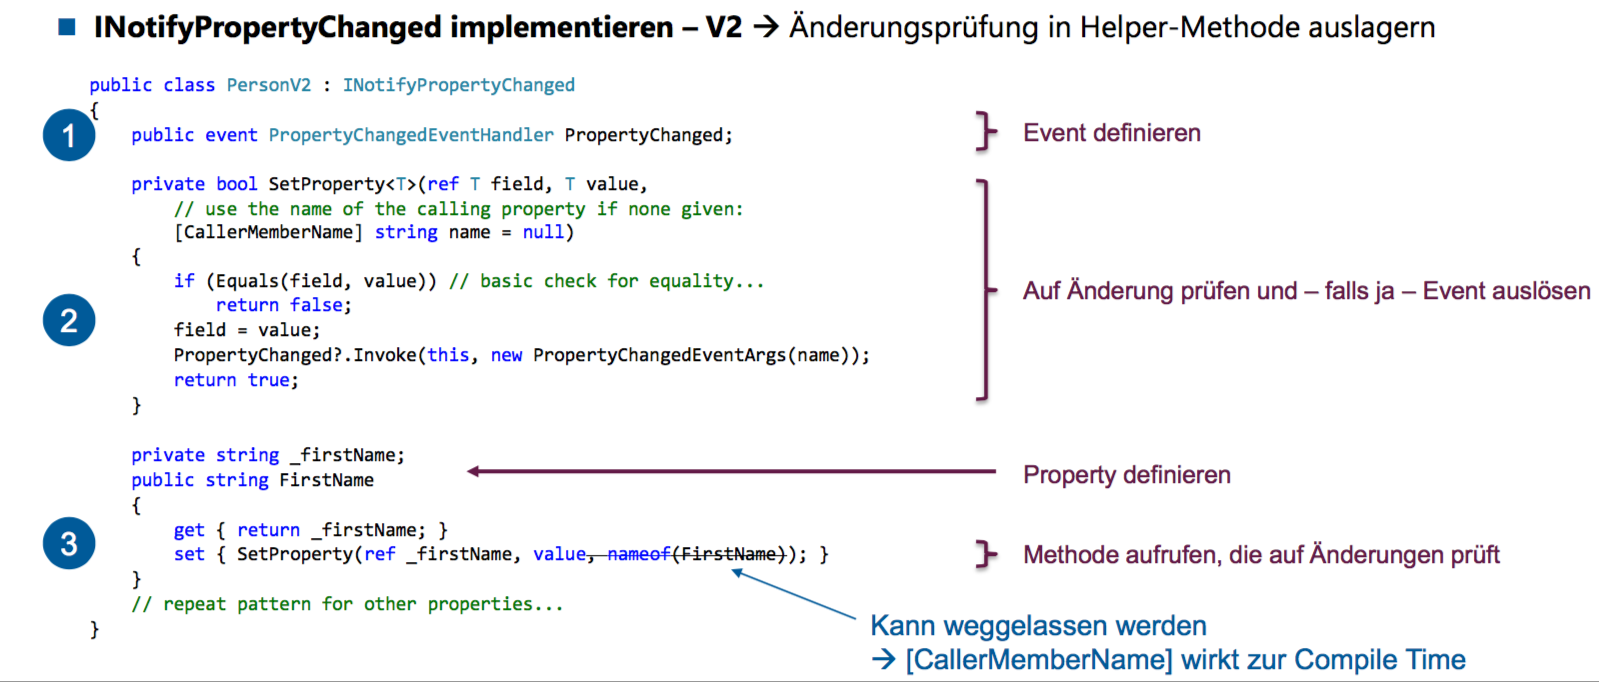 INotifyPropertyChanged implementieren – V2 → Änderungsprüfung in Helper-Methode auslagern
public class PersonV2 : INotifyPropertyChanged
{
1
public event PropertyChangedEventHandler PropertyChanged;
Event definieren
private bool SetProperty<T>(ref T field, T value,
// use the name of the calling property if none given:
[CallerMemberName] string name = null)
{
if (Equals(field, value)) // basic check for equality...
Auf Änderung prüfen und – falls ja – Event auslösen
return false;
2
field = value;
PropertyChanged?.Invoke(this, new PropertyChangedEventArgs(name));
return true;
}
private string _firstName;
Property definieren
public string FirstName
{
get { return _firstName; }
3
set { SetProperty(ref _firstName, value, nameof(FirstName)); }
Methode aufrufen, die auf Änderungen prüft
}
// repeat pattern for other properties...
}
Kann weggelassen werden
→ [CallerMemberName] wirkt zur Compile Time